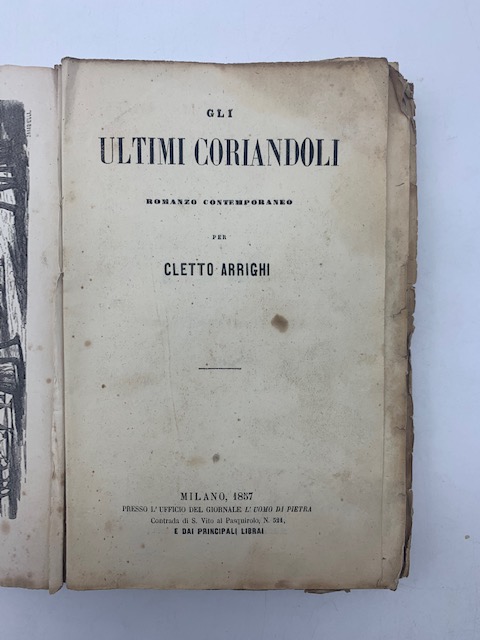 GLI
ULTIMI CORIANDOLI
ROMANZO CONTEMPORANEO
PER
CLETTO ARRIGHI
MILANO, 1857
PRESSO L'UFFICIO DEL GIORNALE L'UOMO DI PIETRA
Contrada di S. Vito al Pasquirolo, N. 524,
E DAI PRINCIPALI LIBRAI